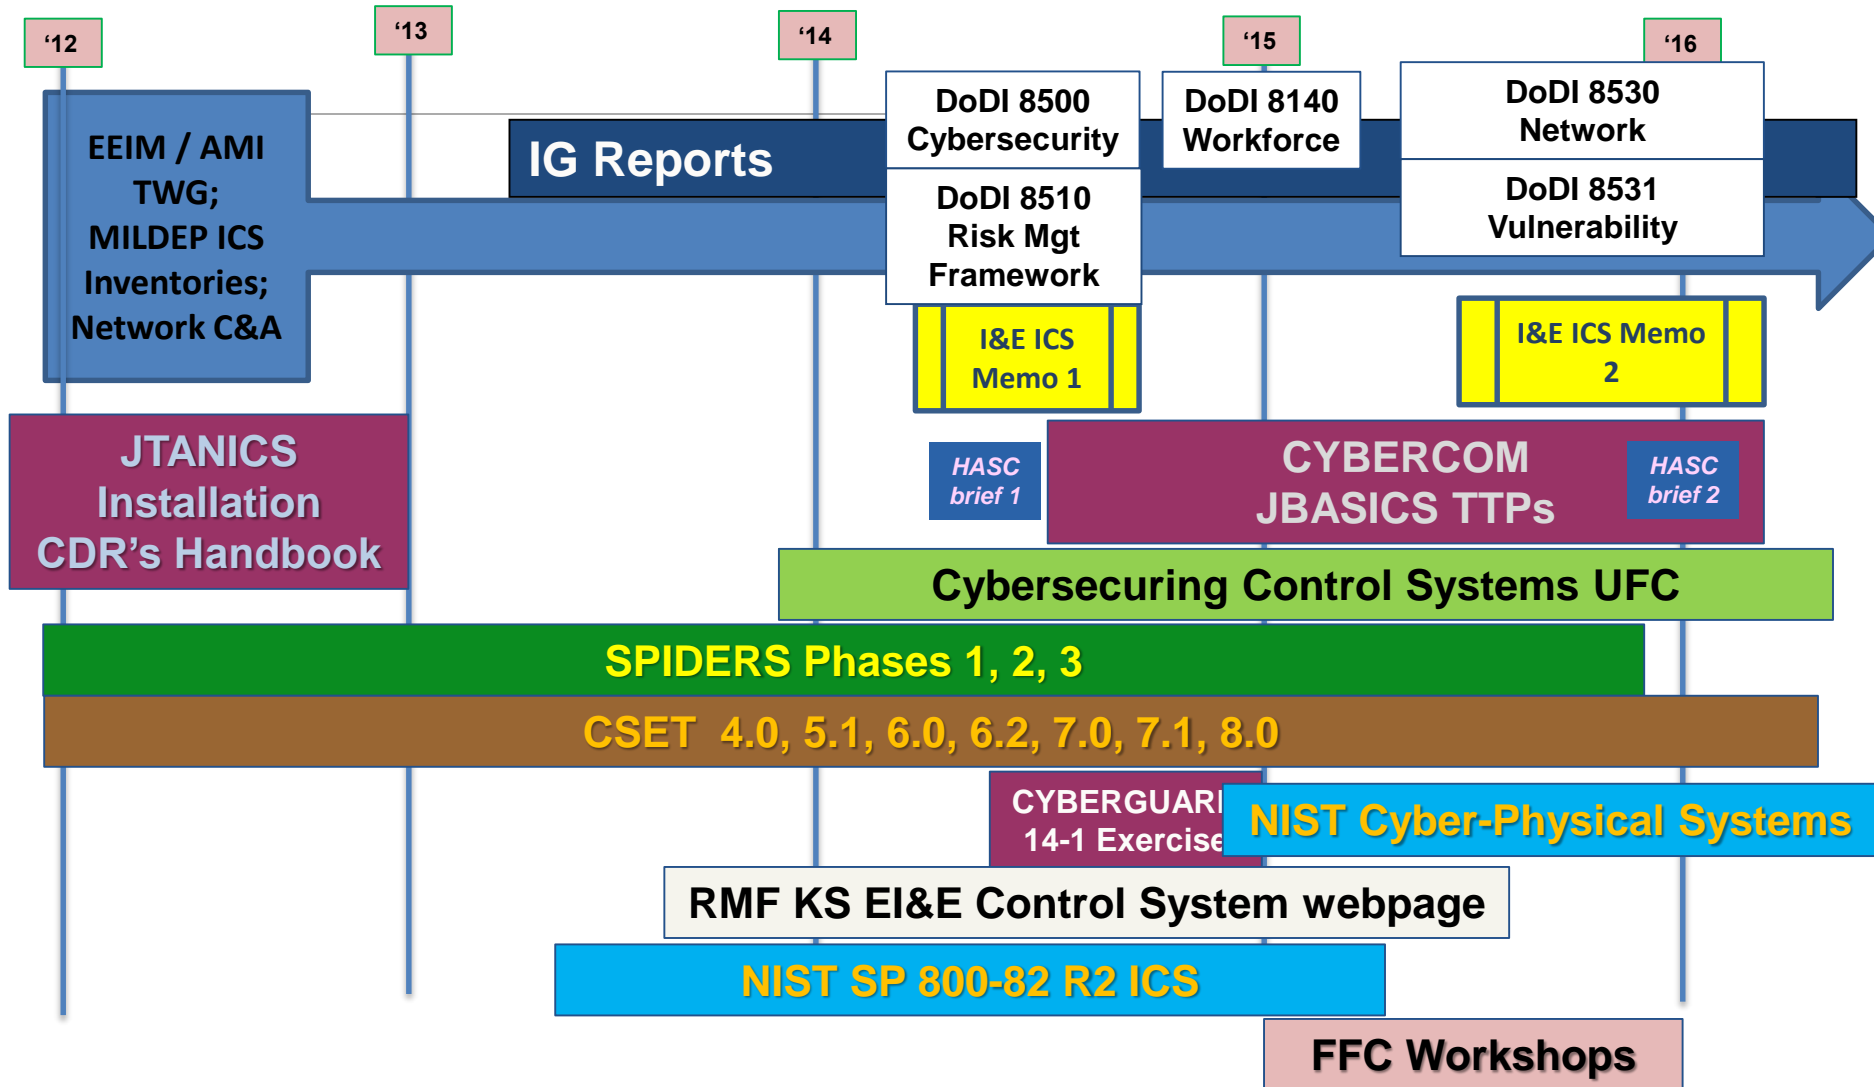 ‘12
‘13
‘14
‘15
‘16
EEIM / AMI
TWG;
MILDEP ICS
Inventories;
Network C&A
IG Reports
DoDI 8500
Cybersecurity
DoDI 8510
Risk Mgt
Framework
DoDI 8140
Workforce
DoDI 8530
Network
DoDI 8531
Vulnerability
I&E ICS
Memo 1
I&E ICS Memo
2
JTANICS
Installation
CDR’s Handbook
HASC
brief 1
CYBERCOM
JBASICS TTPs
HASC
brief 2
Cybersecuring Control Systems UFC
SPIDERS Phases 1, 2, 3
CSET 4.0, 5.1, 6.0, 6.2, 7.0, 7.1, 8.0
CYBERGUARD
14-1 Exercise
NIST Cyber-Physical Systems
RMF KS EI&E Control System webpage
NIST SP 800-82 R2 ICS
FFC Workshops